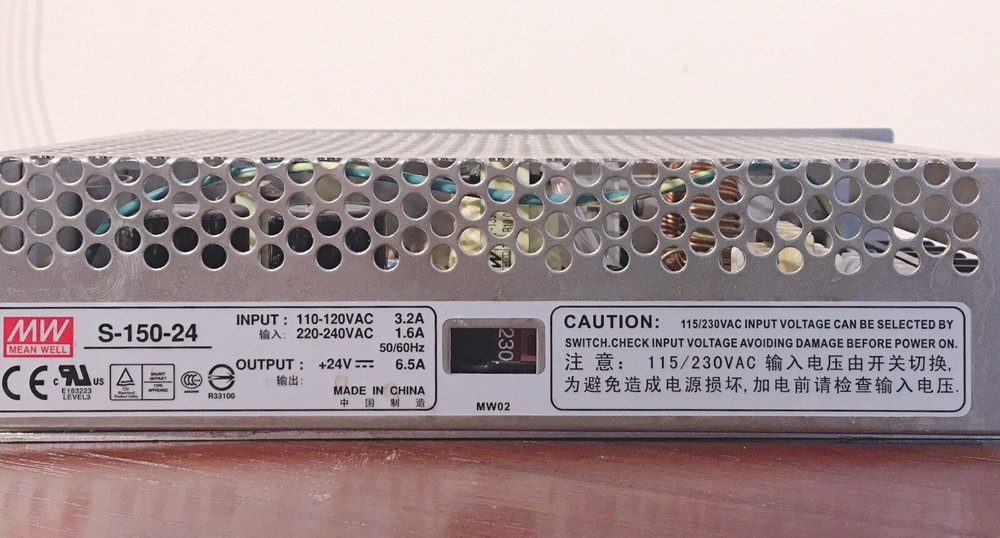 MW
MEAN WELL
S-150-24
INPUT : 110-120VAC 3.2A
输入: 220-240VAC 1.6A
50/60Hz
OUTPUT : +24V 6.5A
输出:
MADE IN CHINA
中国制造
CE
c RU US
E183223
LEVEL3
R33100
230
MW02
CAUTION: 115/230VAC INPUT VOLTAGE CAN BE SELECTED BY
SWITCH.CHECK INPUT VOLTAGE AVOIDING DAMAGE BEFORE POWER ON.
注意: 115/230VAC 输入电压由开关切换,
为避免造成电源损坏,加电前请检查输入电压.